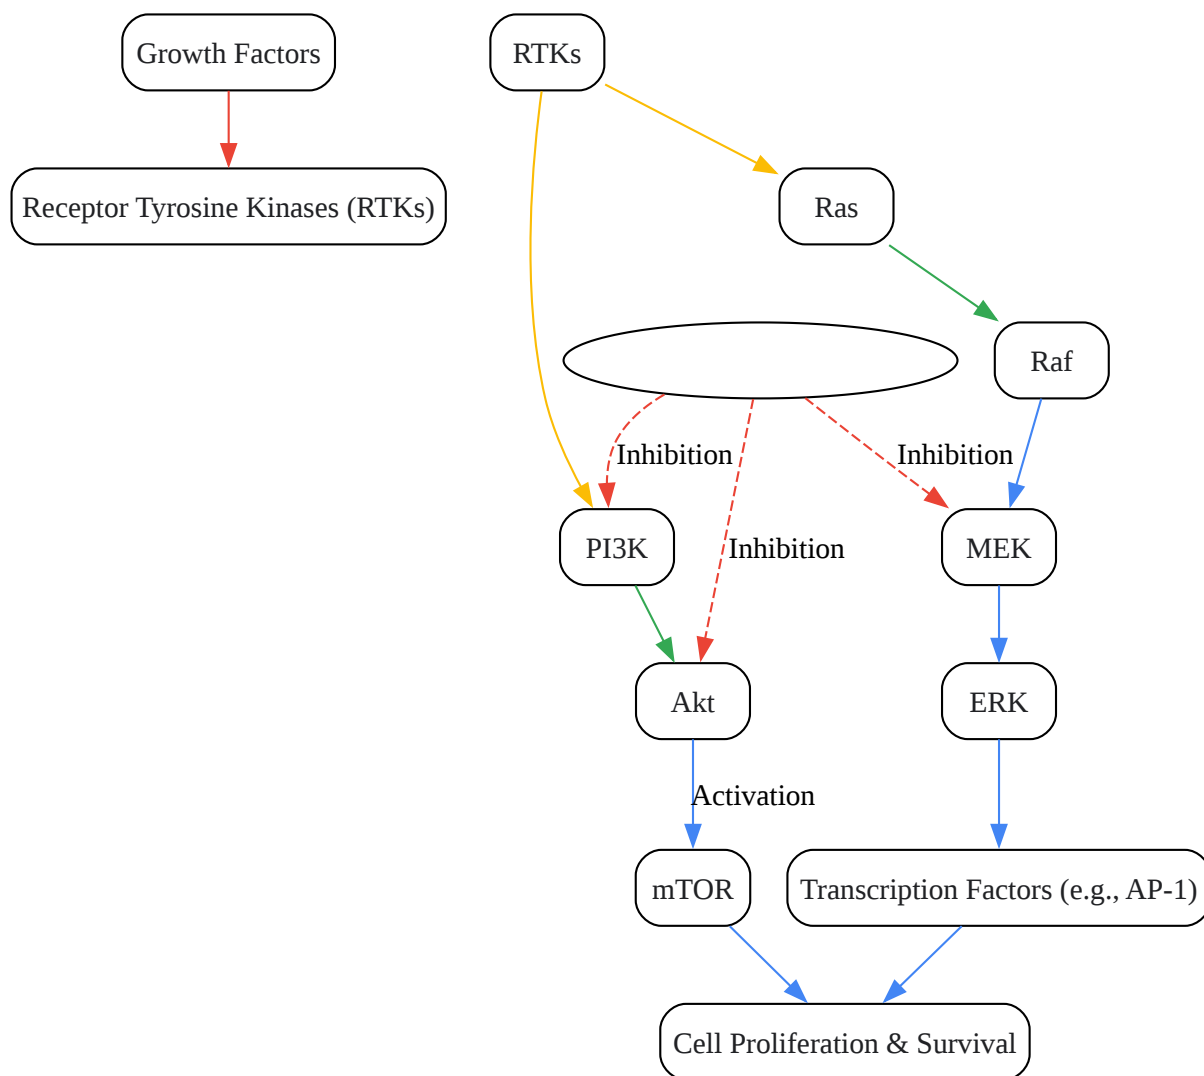 Growth Factors
RTKs
Receptor Tyrosine Kinases (RTKs)
Ras
Raf
Inhibition
Inhibition
PI3K
Inhibition
MEK
Akt
ERK
Activation
mTOR
Transcription Factors (e.g., AP-1)
Cell Proliferation & Survival